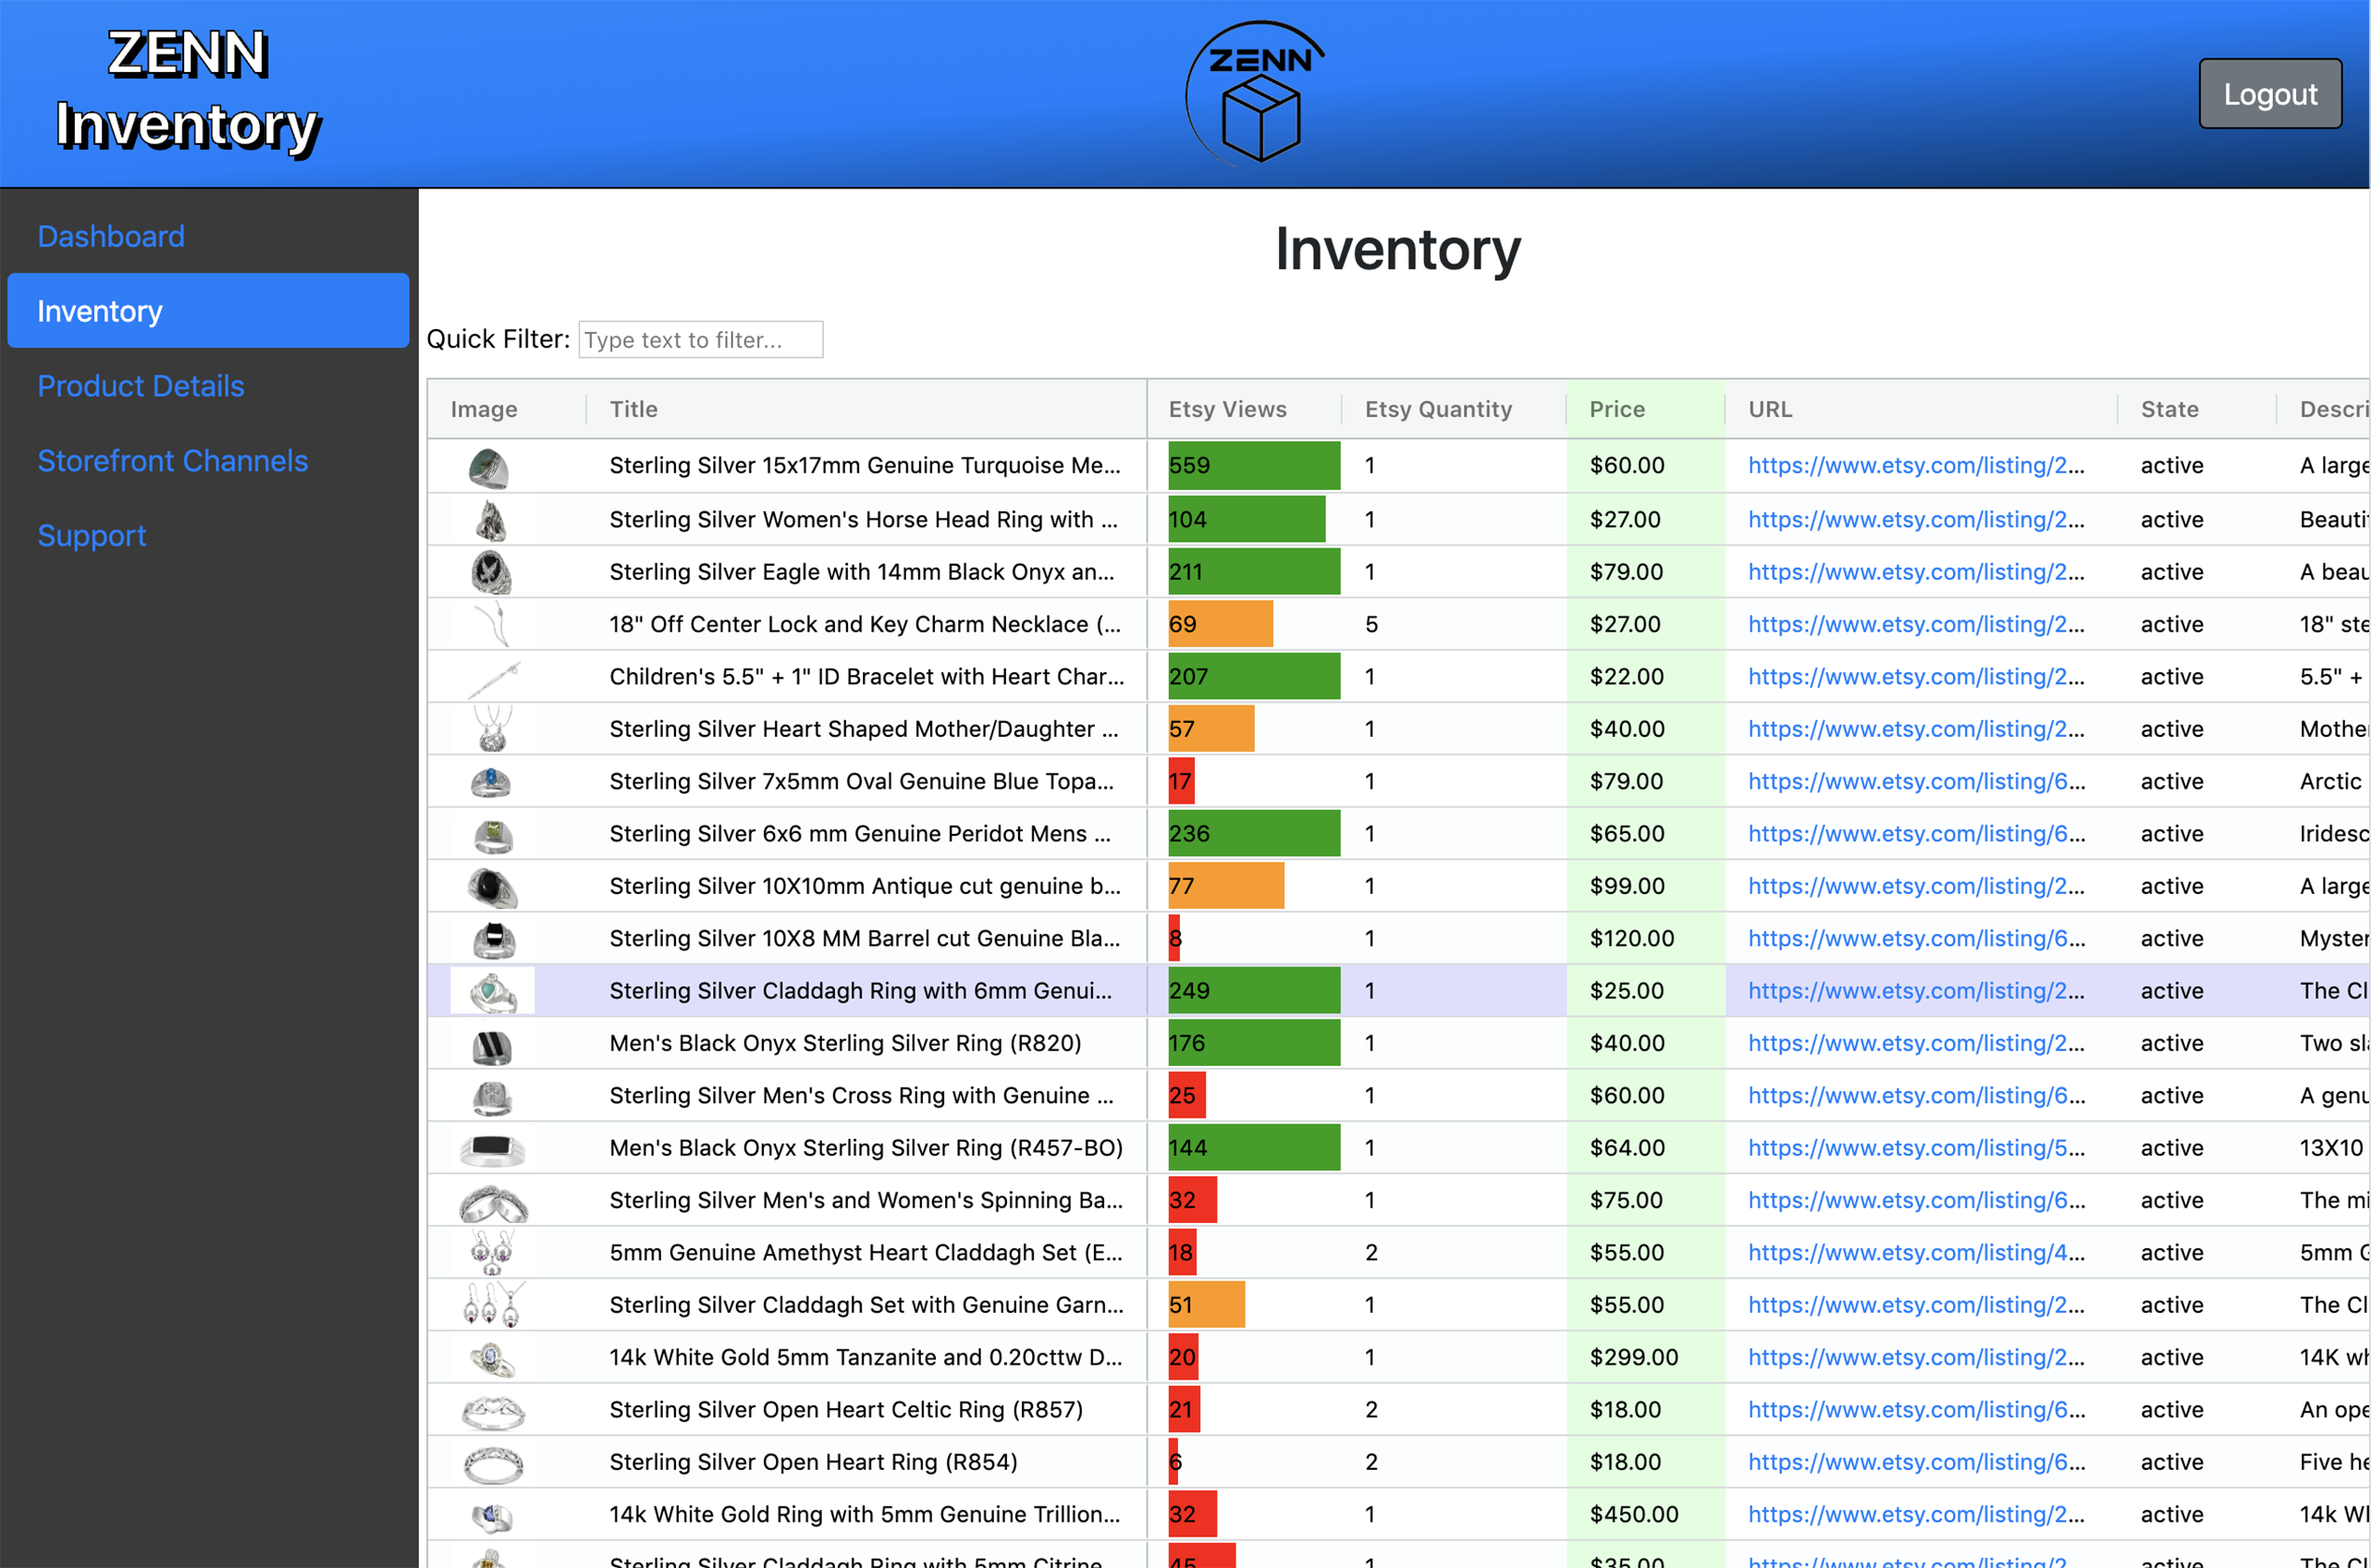 ZENN
Inventory
ZENN
Logout
Dashboard
Inventory
Product Details
Storefront Channels
Support
Inventory
Quick Filter: Type text to filter...
Image Title Etsy Views Etsy Quantity Price URL State Descri
Sterling Silver 15x17mm Genuine Turquoise Me... 559 1 $60.00 https://www.etsy.com/listing/2... active A large
Sterling Silver Women's Horse Head Ring with ... 104 1 $27.00 https://www.etsy.com/listing/2... active Beauti
Sterling Silver Eagle with 14mm Black Onyx an... 211 1 $79.00 https://www.etsy.com/listing/2... active A beau
18" Off Center Lock and Key Charm Necklace (... 69 5 $27.00 https://www.etsy.com/listing/2... active 18" ste
Children's 5.5" + 1" ID Bracelet with Heart Char... 207 1 $22.00 https://www.etsy.com/listing/2... active 5.5" +
Sterling Silver Heart Shaped Mother/Daughter ... 57 1 $40.00 https://www.etsy.com/listing/2... active Mother
Sterling Silver 7x5mm Oval Genuine Blue Topa... 17 1 $79.00 https://www.etsy.com/listing/6... active Arctic
Sterling Silver 6x6 mm Genuine Peridot Mens ... 236 1 $65.00 https://www.etsy.com/listing/6... active Iridesc
Sterling Silver 10X10mm Antique cut genuine b... 77 1 $99.00 https://www.etsy.com/listing/2... active A large
Sterling Silver 10X8 MM Barrel cut Genuine Bla... 8 1 $120.00 https://www.etsy.com/listing/6... active Myster
Sterling Silver Claddagh Ring with 6mm Genui... 249 1 $25.00 https://www.etsy.com/listing/2... active The Cl
Men's Black Onyx Sterling Silver Ring (R820) 176 1 $40.00 https://www.etsy.com/listing/2... active Two sl
Sterling Silver Men's Cross Ring with Genuine ... 25 1 $60.00 https://www.etsy.com/listing/6... active A genu
Men's Black Onyx Sterling Silver Ring (R457-BO) 144 1 $64.00 https://www.etsy.com/listing/5... active 13X10
Sterling Silver Men's and Women's Spinning Ba... 32 1 $75.00 https://www.etsy.com/listing/6... active The mi
5mm Genuine Amethyst Heart Claddagh Set (E... 18 2 $55.00 https://www.etsy.com/listing/4... active 5mm G
Sterling Silver Claddagh Set with Genuine Garn... 51 1 $55.00 https://www.etsy.com/listing/2... active The Cl
14k White Gold 5mm Tanzanite and 0.20cttw D... 20 1 $299.00 https://www.etsy.com/listing/2... active 14K wh
Sterling Silver Open Heart Celtic Ring (R857) 21 2 $18.00 https://www.etsy.com/listing/6... active An ope
Sterling Silver Open Heart Ring (R854) 6 2 $18.00 https://www.etsy.com/listing/6... active Five he
14k White Gold Ring with 5mm Genuine Trillion... 32 1 $450.00 https://www.etsy.com/listing/2... active 14k Wl
Sterling Silver Claddagh Ring with 5mm Citrine 45 1 $35.00 https://www.etsy.com/listing/2 active The Cl